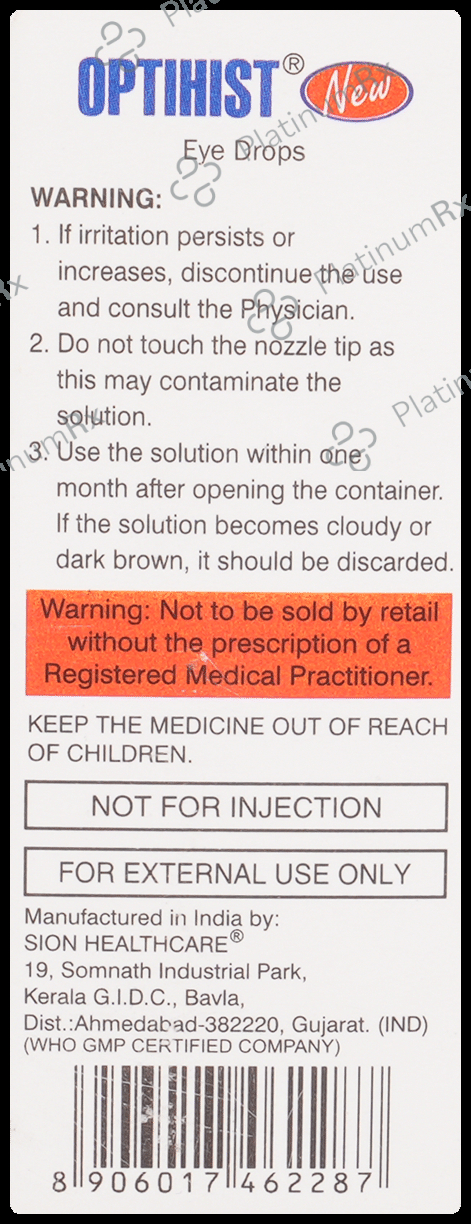 OPTIHIST® New
Eye Drops
WARNING:
1. If irritation persists or
increases, discontinue the use
and consult the Physician.
2. Do not touch the nozzle tip as
this may contaminate the
solution.
3. Use the solution within one
month after opening the container.
If the solution becomes cloudy or
dark brown, it should be discarded.
Warning: Not to be sold by retail
without the prescription of a
Registered Medical Practitioner.
KEEP THE MEDICINE OUT OF REACH
OF CHILDREN.
NOT FOR INJECTION
FOR EXTERNAL USE ONLY
Manufactured in India by:
SION HEALTHCARE®
19, Somnath Industrial Park,
Kerala G.I.D.C., Bavla,
Dist.:Ahmedabad-382220, Gujarat. (IND)
(WHO GMP CERTIFIED COMPANY)
8 906017 462287
PlatinumRx
PlatinumRx
PlatinumRx